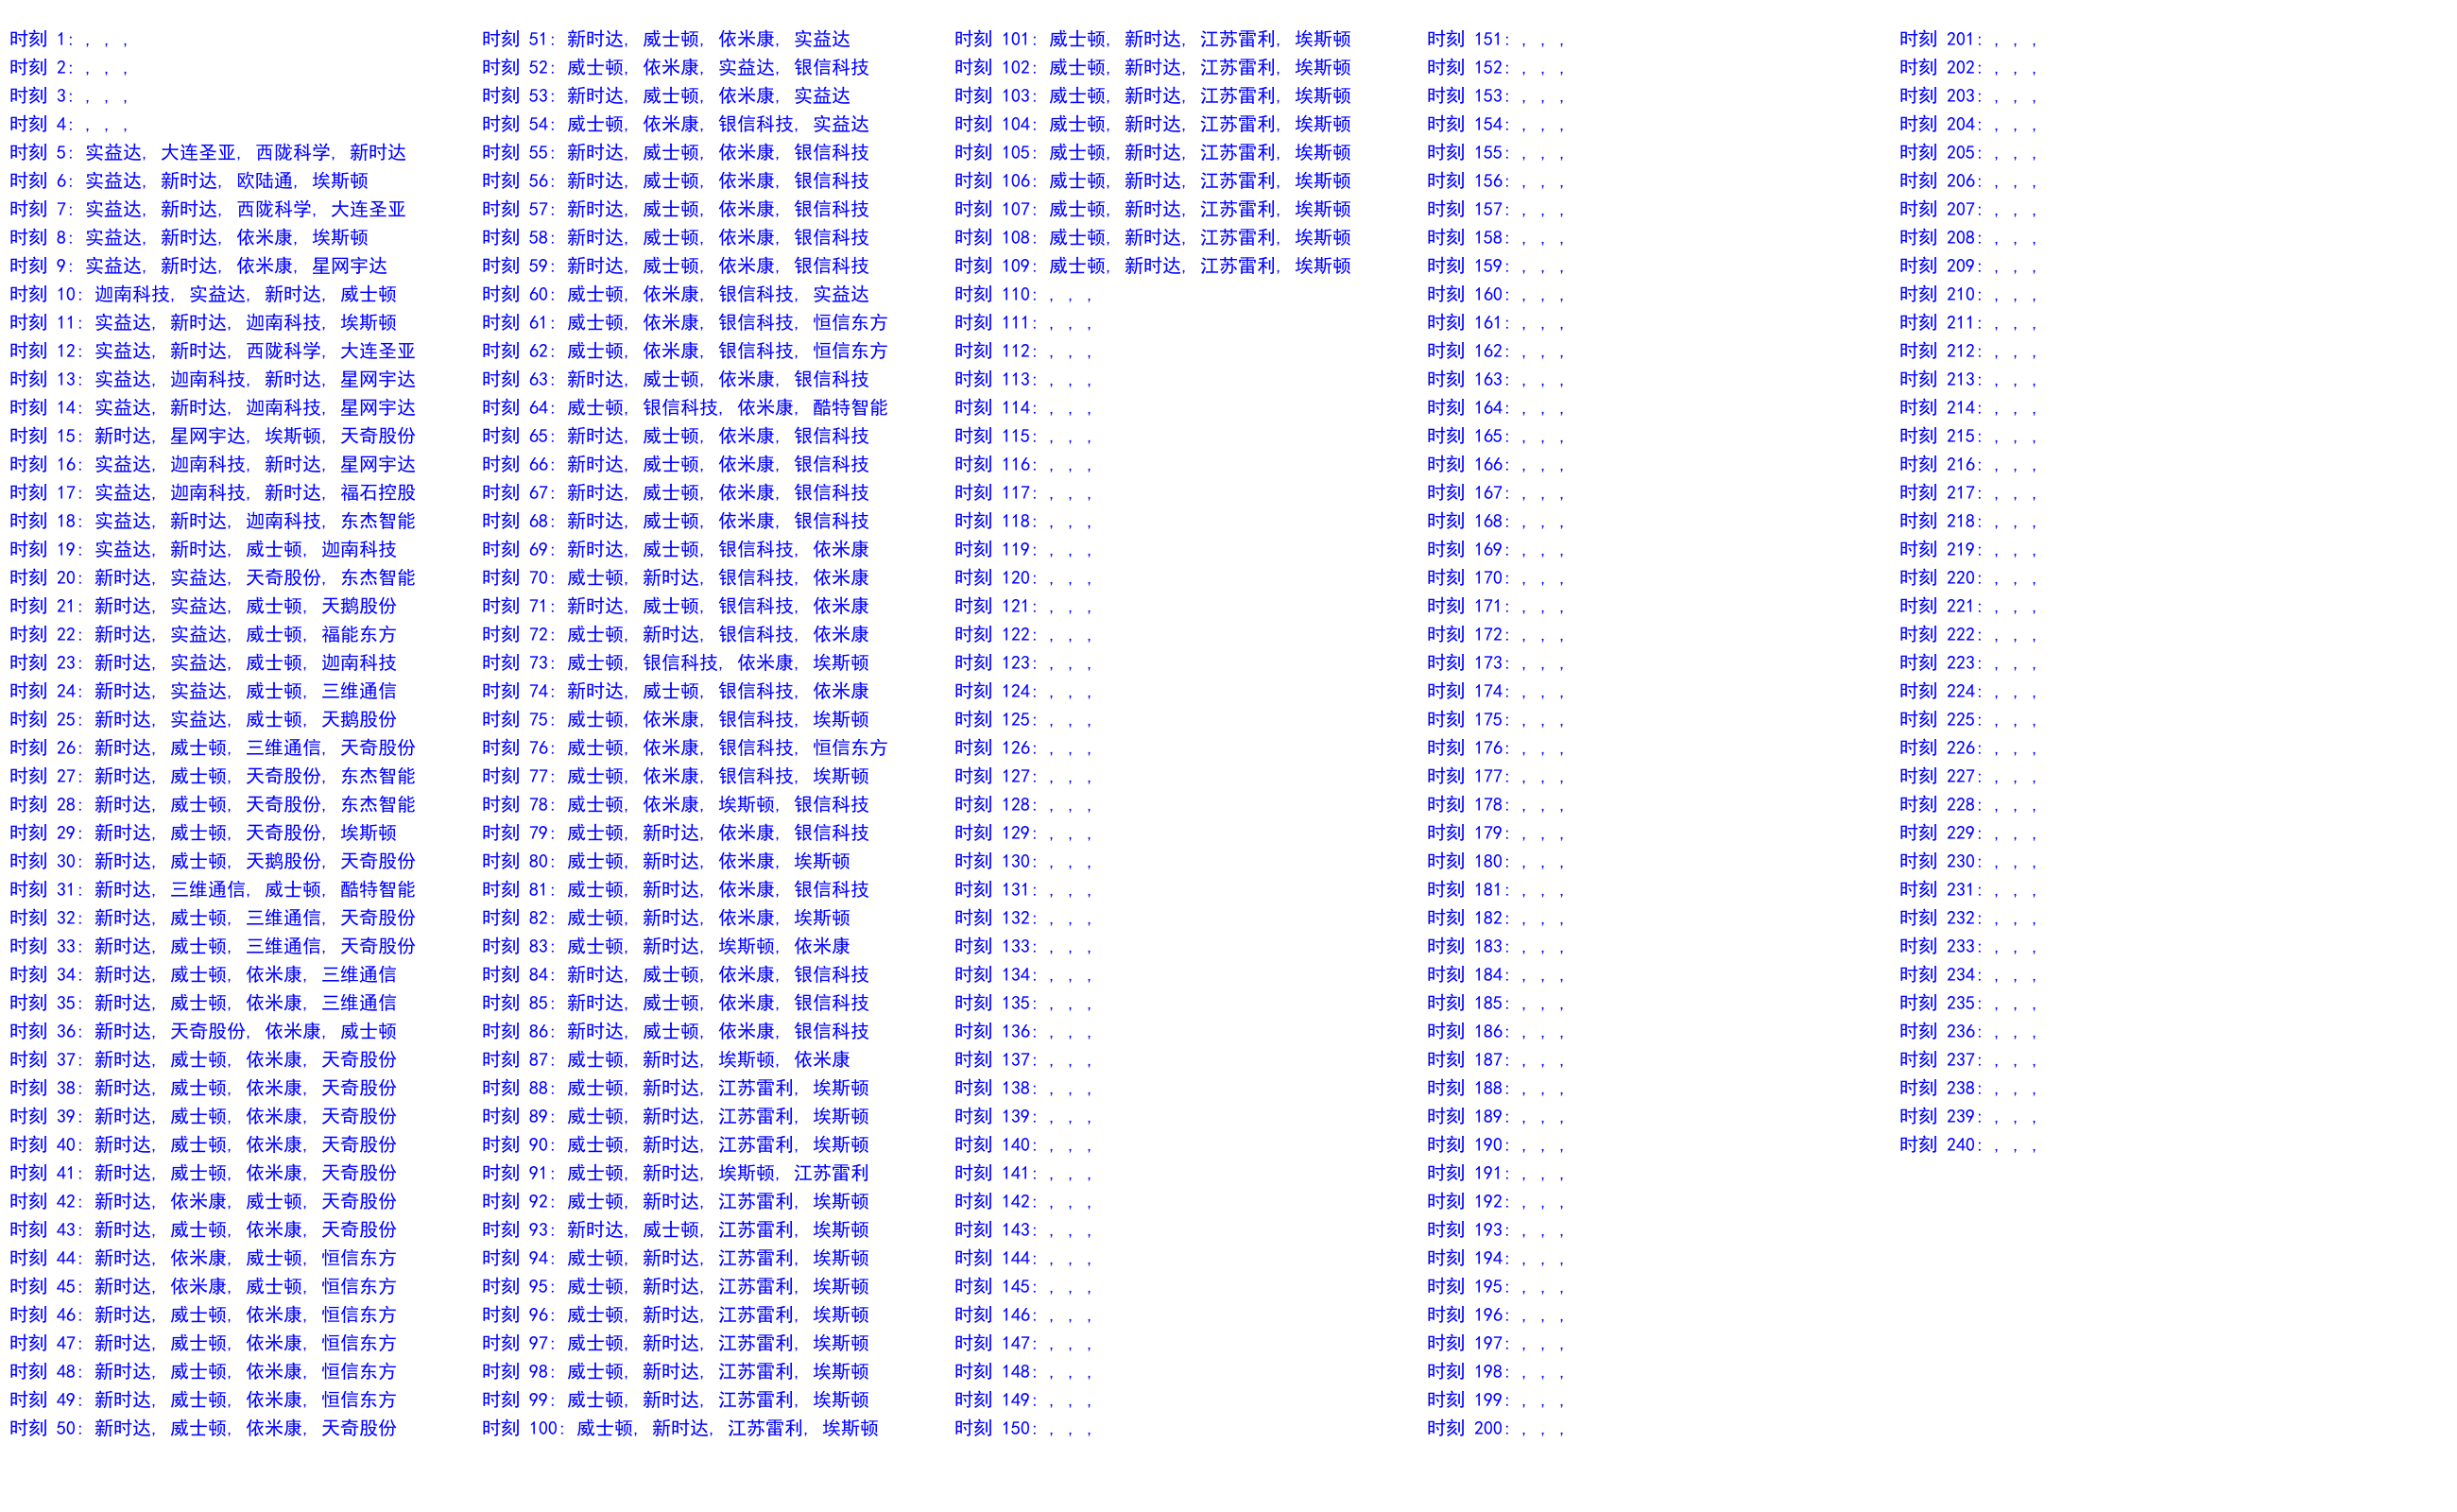 时刻 1: , , ,
时刻 2: , , ,
时刻 3: , , ,
时刻 4: , , ,
时刻 5: 实益达, 大连圣亚, 西陇科学, 新时达
时刻 6: 实益达, 新时达, 欧陆通, 埃斯顿
时刻 7: 实益达, 新时达, 西陇科学, 大连圣亚
时刻 8: 实益达, 新时达, 依米康, 埃斯顿
时刻 9: 实益达, 新时达, 依米康, 星网宇达
时刻 10: 迦南科技, 实益达, 新时达, 威士顿
时刻 11: 实益达, 新时达, 迦南科技, 埃斯顿
时刻 12: 实益达, 新时达, 西陇科学, 大连圣亚
时刻 13: 实益达, 迦南科技, 新时达, 星网宇达
时刻 14: 实益达, 新时达, 迦南科技, 星网宇达
时刻 15: 新时达, 星网宇达, 埃斯顿, 天奇股份
时刻 16: 实益达, 迦南科技, 新时达, 星网宇达
时刻 17: 实益达, 迦南科技, 新时达, 福石控股
时刻 18: 实益达, 新时达, 迦南科技, 东杰智能
时刻 19: 实益达, 新时达, 威士顿, 迦南科技
时刻 20: 新时达, 实益达, 天奇股份, 东杰智能
时刻 21: 新时达, 实益达, 威士顿, 天鹅股份
时刻 22: 新时达, 实益达, 威士顿, 福能东方
时刻 23: 新时达, 实益达, 威士顿, 迦南科技
时刻 24: 新时达, 实益达, 威士顿, 三维通信
时刻 25: 新时达, 实益达, 威士顿, 天鹅股份
时刻 26: 新时达, 威士顿, 三维通信, 天奇股份
时刻 27: 新时达, 威士顿, 天奇股份, 东杰智能
时刻 28: 新时达, 威士顿, 天奇股份, 东杰智能
时刻 29: 新时达, 威士顿, 天奇股份, 埃斯顿
时刻 30: 新时达, 威士顿, 天鹅股份, 天奇股份
时刻 31: 新时达, 三维通信, 威士顿, 酷特智能
时刻 32: 新时达, 威士顿, 三维通信, 天奇股份
时刻 33: 新时达, 威士顿, 三维通信, 天奇股份
时刻 34: 新时达, 威士顿, 依米康, 三维通信
时刻 35: 新时达, 威士顿, 依米康, 三维通信
时刻 36: 新时达, 天奇股份, 依米康, 威士顿
时刻 37: 新时达, 威士顿, 依米康, 天奇股份
时刻 38: 新时达, 威士顿, 依米康, 天奇股份
时刻 39: 新时达, 威士顿, 依米康, 天奇股份
时刻 40: 新时达, 威士顿, 依米康, 天奇股份
时刻 41: 新时达, 威士顿, 依米康, 天奇股份
时刻 42: 新时达, 依米康, 威士顿, 天奇股份
时刻 43: 新时达, 威士顿, 依米康, 天奇股份
时刻 44: 新时达, 依米康, 威士顿, 恒信东方
时刻 45: 新时达, 依米康, 威士顿, 恒信东方
时刻 46: 新时达, 威士顿, 依米康, 恒信东方
时刻 47: 新时达, 威士顿, 依米康, 恒信东方
时刻 48: 新时达, 威士顿, 依米康, 恒信东方
时刻 49: 新时达, 威士顿, 依米康, 恒信东方
时刻 50: 新时达, 威士顿, 依米康, 天奇股份
时刻 51: 新时达, 威士顿, 依米康, 实益达
时刻 52: 威士顿, 依米康, 实益达, 银信科技
时刻 53: 新时达, 威士顿, 依米康, 实益达
时刻 54: 威士顿, 依米康, 银信科技, 实益达
时刻 55: 新时达, 威士顿, 依米康, 银信科技
时刻 56: 新时达, 威士顿, 依米康, 银信科技
时刻 57: 新时达, 威士顿, 依米康, 银信科技
时刻 58: 新时达, 威士顿, 依米康, 银信科技
时刻 59: 新时达, 威士顿, 依米康, 银信科技
时刻 60: 威士顿, 依米康, 银信科技, 实益达
时刻 61: 威士顿, 依米康, 银信科技, 恒信东方
时刻 62: 威士顿, 依米康, 银信科技, 恒信东方
时刻 63: 新时达, 威士顿, 依米康, 银信科技
时刻 64: 威士顿, 银信科技, 依米康, 酷特智能
时刻 65: 新时达, 威士顿, 依米康, 银信科技
时刻 66: 新时达, 威士顿, 依米康, 银信科技
时刻 67: 新时达, 威士顿, 依米康, 银信科技
时刻 68: 新时达, 威士顿, 依米康, 银信科技
时刻 69: 新时达, 威士顿, 银信科技, 依米康
时刻 70: 威士顿, 新时达, 银信科技, 依米康
时刻 71: 新时达, 威士顿, 银信科技, 依米康
时刻 72: 威士顿, 新时达, 银信科技, 依米康
时刻 73: 威士顿, 银信科技, 依米康, 埃斯顿
时刻 74: 新时达, 威士顿, 银信科技, 依米康
时刻 75: 威士顿, 依米康, 银信科技, 埃斯顿
时刻 76: 威士顿, 依米康, 银信科技, 恒信东方
时刻 77: 威士顿, 依米康, 银信科技, 埃斯顿
时刻 78: 威士顿, 依米康, 埃斯顿, 银信科技
时刻 79: 威士顿, 新时达, 依米康, 银信科技
时刻 80: 威士顿, 新时达, 依米康, 埃斯顿
时刻 81: 威士顿, 新时达, 依米康, 银信科技
时刻 82: 威士顿, 新时达, 依米康, 埃斯顿
时刻 83: 威士顿, 新时达, 埃斯顿, 依米康
时刻 84: 新时达, 威士顿, 依米康, 银信科技
时刻 85: 新时达, 威士顿, 依米康, 银信科技
时刻 86: 新时达, 威士顿, 依米康, 银信科技
时刻 87: 威士顿, 新时达, 埃斯顿, 依米康
时刻 88: 威士顿, 新时达, 江苏雷利, 埃斯顿
时刻 89: 威士顿, 新时达, 江苏雷利, 埃斯顿
时刻 90: 威士顿, 新时达, 江苏雷利, 埃斯顿
时刻 91: 威士顿, 新时达, 埃斯顿, 江苏雷利
时刻 92: 威士顿, 新时达, 江苏雷利, 埃斯顿
时刻 93: 新时达, 威士顿, 江苏雷利, 埃斯顿
时刻 94: 威士顿, 新时达, 江苏雷利, 埃斯顿
时刻 95: 威士顿, 新时达, 江苏雷利, 埃斯顿
时刻 96: 威士顿, 新时达, 江苏雷利, 埃斯顿
时刻 97: 威士顿, 新时达, 江苏雷利, 埃斯顿
时刻 98: 威士顿, 新时达, 江苏雷利, 埃斯顿
时刻 99: 威士顿, 新时达, 江苏雷利, 埃斯顿
时刻 100: 威士顿, 新时达, 江苏雷利, 埃斯顿
时刻 101: 威士顿, 新时达, 江苏雷利, 埃斯顿
时刻 102: 威士顿, 新时达, 江苏雷利, 埃斯顿
时刻 103: 威士顿, 新时达, 江苏雷利, 埃斯顿
时刻 104: 威士顿, 新时达, 江苏雷利, 埃斯顿
时刻 105: 威士顿, 新时达, 江苏雷利, 埃斯顿
时刻 106: 威士顿, 新时达, 江苏雷利, 埃斯顿
时刻 107: 威士顿, 新时达, 江苏雷利, 埃斯顿
时刻 108: 威士顿, 新时达, 江苏雷利, 埃斯顿
时刻 109: 威士顿, 新时达, 江苏雷利, 埃斯顿
时刻 110: , , ,
时刻 111: , , ,
时刻 112: , , ,
时刻 113: , , ,
时刻 114: , , ,
时刻 115: , , ,
时刻 116: , , ,
时刻 117: , , ,
时刻 118: , , ,
时刻 119: , , ,
时刻 120: , , ,
时刻 121: , , ,
时刻 122: , , ,
时刻 123: , , ,
时刻 124: , , ,
时刻 125: , , ,
时刻 126: , , ,
时刻 127: , , ,
时刻 128: , , ,
时刻 129: , , ,
时刻 130: , , ,
时刻 131: , , ,
时刻 132: , , ,
时刻 133: , , ,
时刻 134: , , ,
时刻 135: , , ,
时刻 136: , , ,
时刻 137: , , ,
时刻 138: , , ,
时刻 139: , , ,
时刻 140: , , ,
时刻 141: , , ,
时刻 142: , , ,
时刻 143: , , ,
时刻 144: , , ,
时刻 145: , , ,
时刻 146: , , ,
时刻 147: , , ,
时刻 148: , , ,
时刻 149: , , ,
时刻 150: , , ,
时刻 151: , , ,
时刻 152: , , ,
时刻 153: , , ,
时刻 154: , , ,
时刻 155: , , ,
时刻 156: , , ,
时刻 157: , , ,
时刻 158: , , ,
时刻 159: , , ,
时刻 160: , , ,
时刻 161: , , ,
时刻 162: , , ,
时刻 163: , , ,
时刻 164: , , ,
时刻 165: , , ,
时刻 166: , , ,
时刻 167: , , ,
时刻 168: , , ,
时刻 169: , , ,
时刻 170: , , ,
时刻 171: , , ,
时刻 172: , , ,
时刻 173: , , ,
时刻 174: , , ,
时刻 175: , , ,
时刻 176: , , ,
时刻 177: , , ,
时刻 178: , , ,
时刻 179: , , ,
时刻 180: , , ,
时刻 181: , , ,
时刻 182: , , ,
时刻 183: , , ,
时刻 184: , , ,
时刻 185: , , ,
时刻 186: , , ,
时刻 187: , , ,
时刻 188: , , ,
时刻 189: , , ,
时刻 190: , , ,
时刻 191: , , ,
时刻 192: , , ,
时刻 193: , , ,
时刻 194: , , ,
时刻 195: , , ,
时刻 196: , , ,
时刻 197: , , ,
时刻 198: , , ,
时刻 199: , , ,
时刻 200: , , ,
时刻 201: , , ,
时刻 202: , , ,
时刻 203: , , ,
时刻 204: , , ,
时刻 205: , , ,
时刻 206: , , ,
时刻 207: , , ,
时刻 208: , , ,
时刻 209: , , ,
时刻 210: , , ,
时刻 211: , , ,
时刻 212: , , ,
时刻 213: , , ,
时刻 214: , , ,
时刻 215: , , ,
时刻 216: , , ,
时刻 217: , , ,
时刻 218: , , ,
时刻 219: , , ,
时刻 220: , , ,
时刻 221: , , ,
时刻 222: , , ,
时刻 223: , , ,
时刻 224: , , ,
时刻 225: , , ,
时刻 226: , , ,
时刻 227: , , ,
时刻 228: , , ,
时刻 229: , , ,
时刻 230: , , ,
时刻 231: , , ,
时刻 232: , , ,
时刻 233: , , ,
时刻 234: , , ,
时刻 235: , , ,
时刻 236: , , ,
时刻 237: , , ,
时刻 238: , , ,
时刻 239: , , ,
时刻 240: , , ,